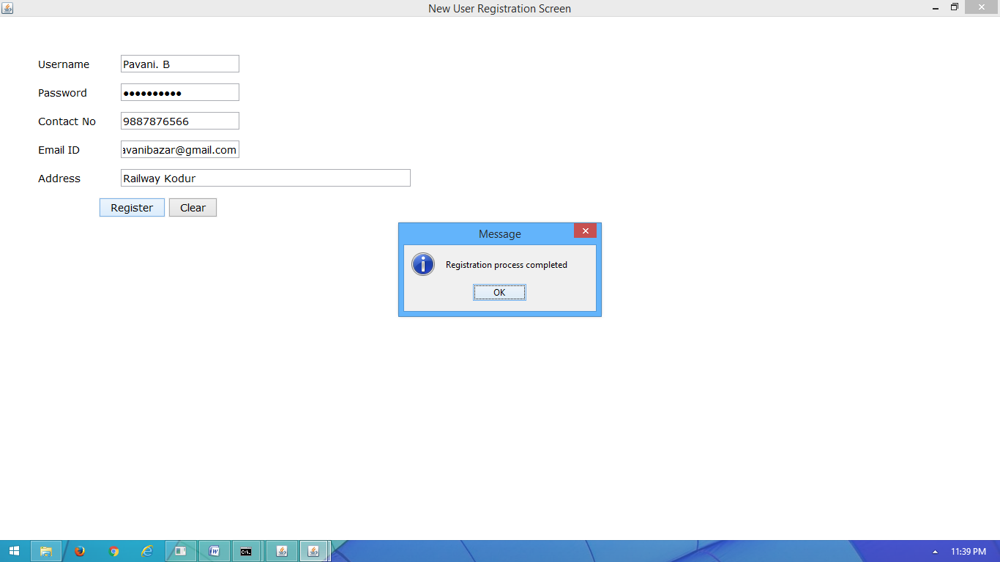 New User Registration Screen
Username Pavani. B
Password ●●●●●●●●●●
Contact No 9887876566
Email ID avanibazar@gmail.com
Address Railway Kodur
Register Clear
Message
Registration process completed
OK
11:39 PM